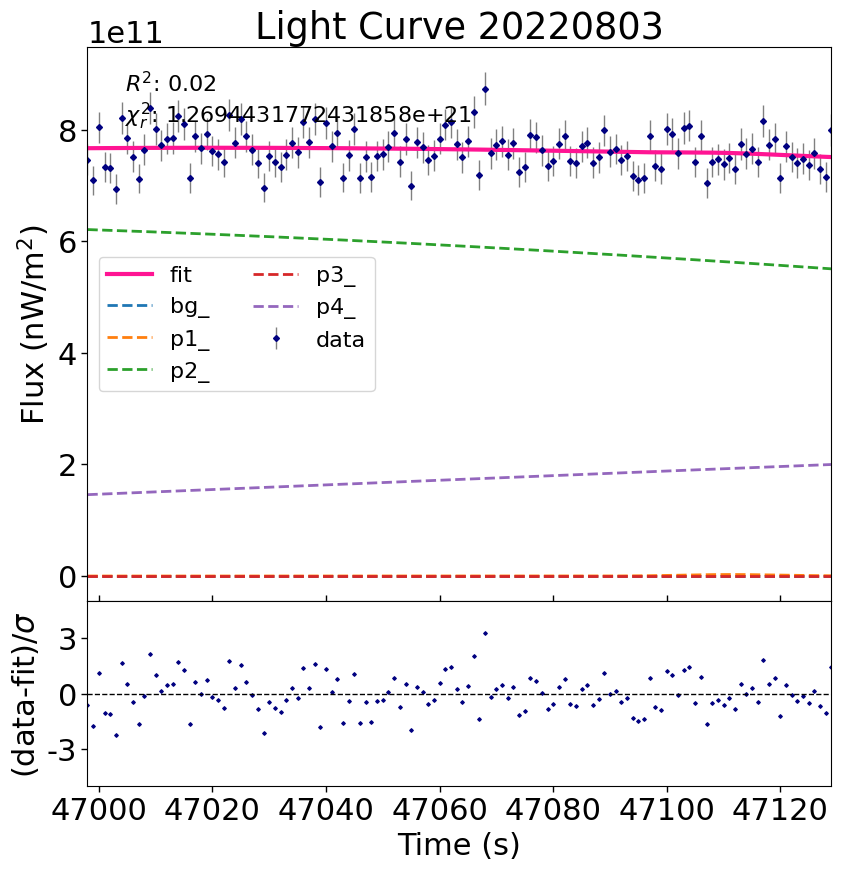 Light Curve 20220803
1e11
R²: 0.02
χ²ᵣ: 1.2694431772431858e+21
8
6
4
2
0
Flux (nW/m²)
fit
bg_
p1_
p2_
p3_
p4_
data
3
0
-3
(data-fit)/σ
47000 47020 47040 47060 47080 47100 47120
Time (s)